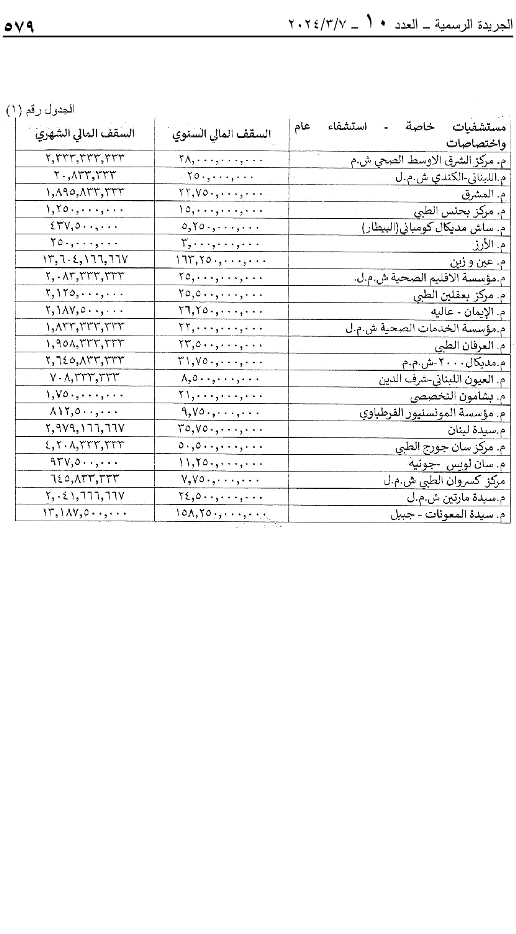 الجريدة الرسمية – العدد ١٠ – ٢٠٢٤/٣/٧ ٥٧٩
الجدول رقم (١)
مستشفيات خاصة - استشفاء عام واختصاصات السقف المالي السنوي السقف المالي الشهري
م. مركز الشرق الاوسط الصحي ش.م ٢٨,٠٠٠,٠٠٠,٠٠٠ ٢,٣٣٣,٣٣٣,٣٣٣
م.اللبناني-الكندي ش.م.ل ٢٥٠,٠٠٠,٠٠٠ ٢٠,٨٣٣,٣٣٣
م. المشرق ٢٢,٧٥٠,٠٠٠,٠٠٠ ١,٨٩٥,٨٣٣,٣٣٣
م. مركز بحنس الطبي ١٥,٠٠٠,٠٠٠,٠٠٠ ١,٢٥٠,٠٠٠,٠٠٠
م. ساش مديكال كومباني(البيطار) ٥,٢٥٠,٠٠٠,٠٠٠ ٤٣٧,٥٠٠,٠٠٠
م. الأرز ٣,٠٠٠,٠٠٠,٠٠٠ ٢٥٠,٠٠٠,٠٠٠
م. عين و زين ١٦٣,٢٥٠,٠٠٠,٠٠٠ ١٣,٦٠٤,١٦٦,٦٦٧
م.مؤسسة الاقليم الصحية ش.م.ل. ٢٥,٠٠٠,٠٠٠,٠٠٠ ٢,٠٨٣,٣٣٣,٣٣٣
م. مركز بعقلين الطبي ٢٥,٥٠٠,٠٠٠,٠٠٠ ٢,١٢٥,٠٠٠,٠٠٠
م. الإيمان - عاليه ٢٦,٢٥٠,٠٠٠,٠٠٠ ٢,١٨٧,٥٠٠,٠٠٠
م.مؤسسة الخدمات الصحية ش.م.ل ٢٢,٠٠٠,٠٠٠,٠٠٠ ١,٨٣٣,٣٣٣,٣٣٣
م. العرفان الطبي ٢٣,٥٠٠,٠٠٠,٠٠٠ ١,٩٥٨,٣٣٣,٣٣٣
م.مديكال ٢٠٠٠-ش.م.م ٣١,٧٥٠,٠٠٠,٠٠٠ ٢,٦٤٥,٨٣٣,٣٣٣
م. العيون اللبناني-شرف الدين ٨,٥٠٠,٠٠٠,٠٠٠ ٧٠٨,٣٣٣,٣٣٣
م. بشامون التخصصي ٢١,٠٠٠,٠٠٠,٠٠٠ ١,٧٥٠,٠٠٠,٠٠٠
م. مؤسسة المونسنيور القرطباوي ٩,٧٥٠,٠٠٠,٠٠٠ ٨١٢,٥٠٠,٠٠٠
م.سيدة لبنان ٣٥,٧٥٠,٠٠٠,٠٠٠ ٢,٩٧٩,١٦٦,٦٦٧
م. مركز سان جورج الطبي ٥٠,٥٠٠,٠٠٠,٠٠٠ ٤,٢٠٨,٣٣٣,٣٣٣
م. سان لويس -جونيه ١١,٢٥٠,٠٠٠,٠٠٠ ٩٣٧,٥٠٠,٠٠٠
مركز كسروان الطبي ش.م.ل ٧,٧٥٠,٠٠٠,٠٠٠ ٦٤٥,٨٣٣,٣٣٣
م.سيدة مارتين ش.م.ل ٢٤,٥٠٠,٠٠٠,٠٠٠ ٢,٠٤١,٦٦٦,٦٦٧
م. سيدة المعونات - جبيل ١٥٨,٢٥٠,٠٠٠,٠٠٠ ١٣,١٨٧,٥٠٠,٠٠٠